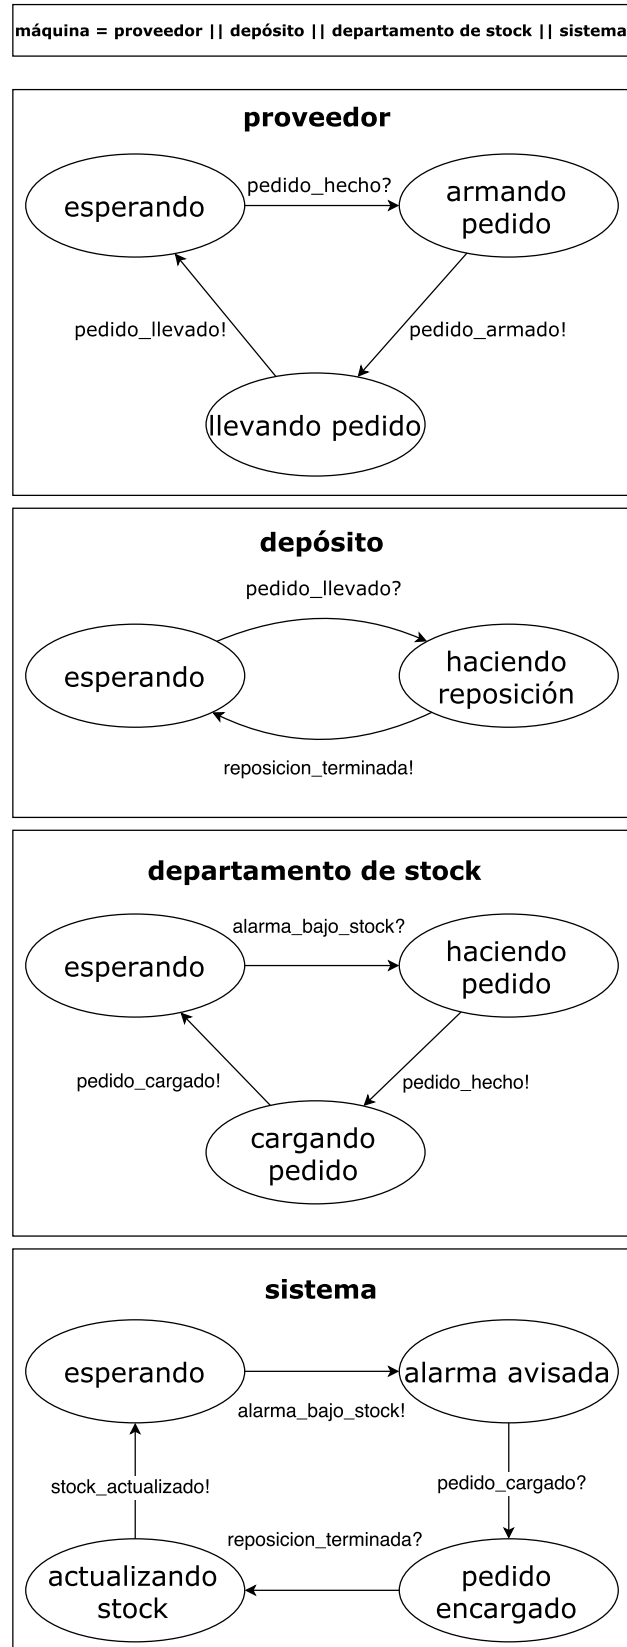 máquina = proveedor || depósito || departamento de stock || sistema
proveedor
pedido_hecho?
esperando
armando
pedido
pedido_llevado!
pedido_armado!
llevando pedido
depósito
pedido_llevado?
esperando
haciendo
reposición
reposicion_terminada!
departamento de stock
alarma_bajo_stock?
esperando
haciendo
pedido
pedido_cargado!
pedido_hecho!
cargando
pedido
sistema
esperando
alarma avisada
alarma_bajo_stock!
stock_actualizado!
pedido_cargado?
reposicion_terminada?
actualizando
stock
pedido
encargado